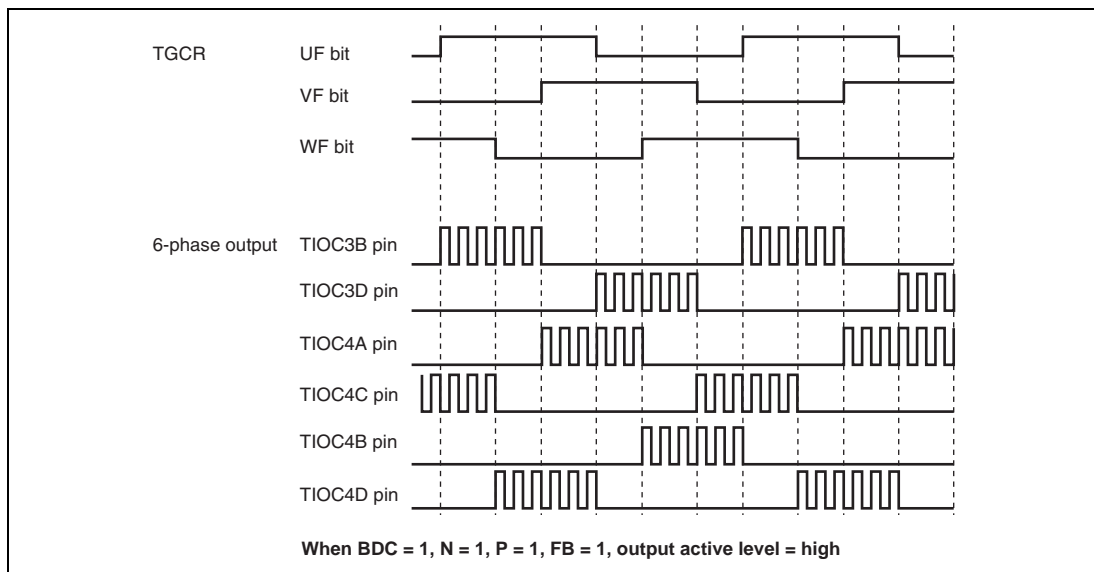 TGCR UF bit
VF bit
WF bit
6-phase output TIOC3B pin
TIOC3D pin
TIOC4A pin
TIOC4C pin
TIOC4B pin
TIOC4D pin
When BDC = 1, N = 1, P = 1, FB = 1, output active level = high